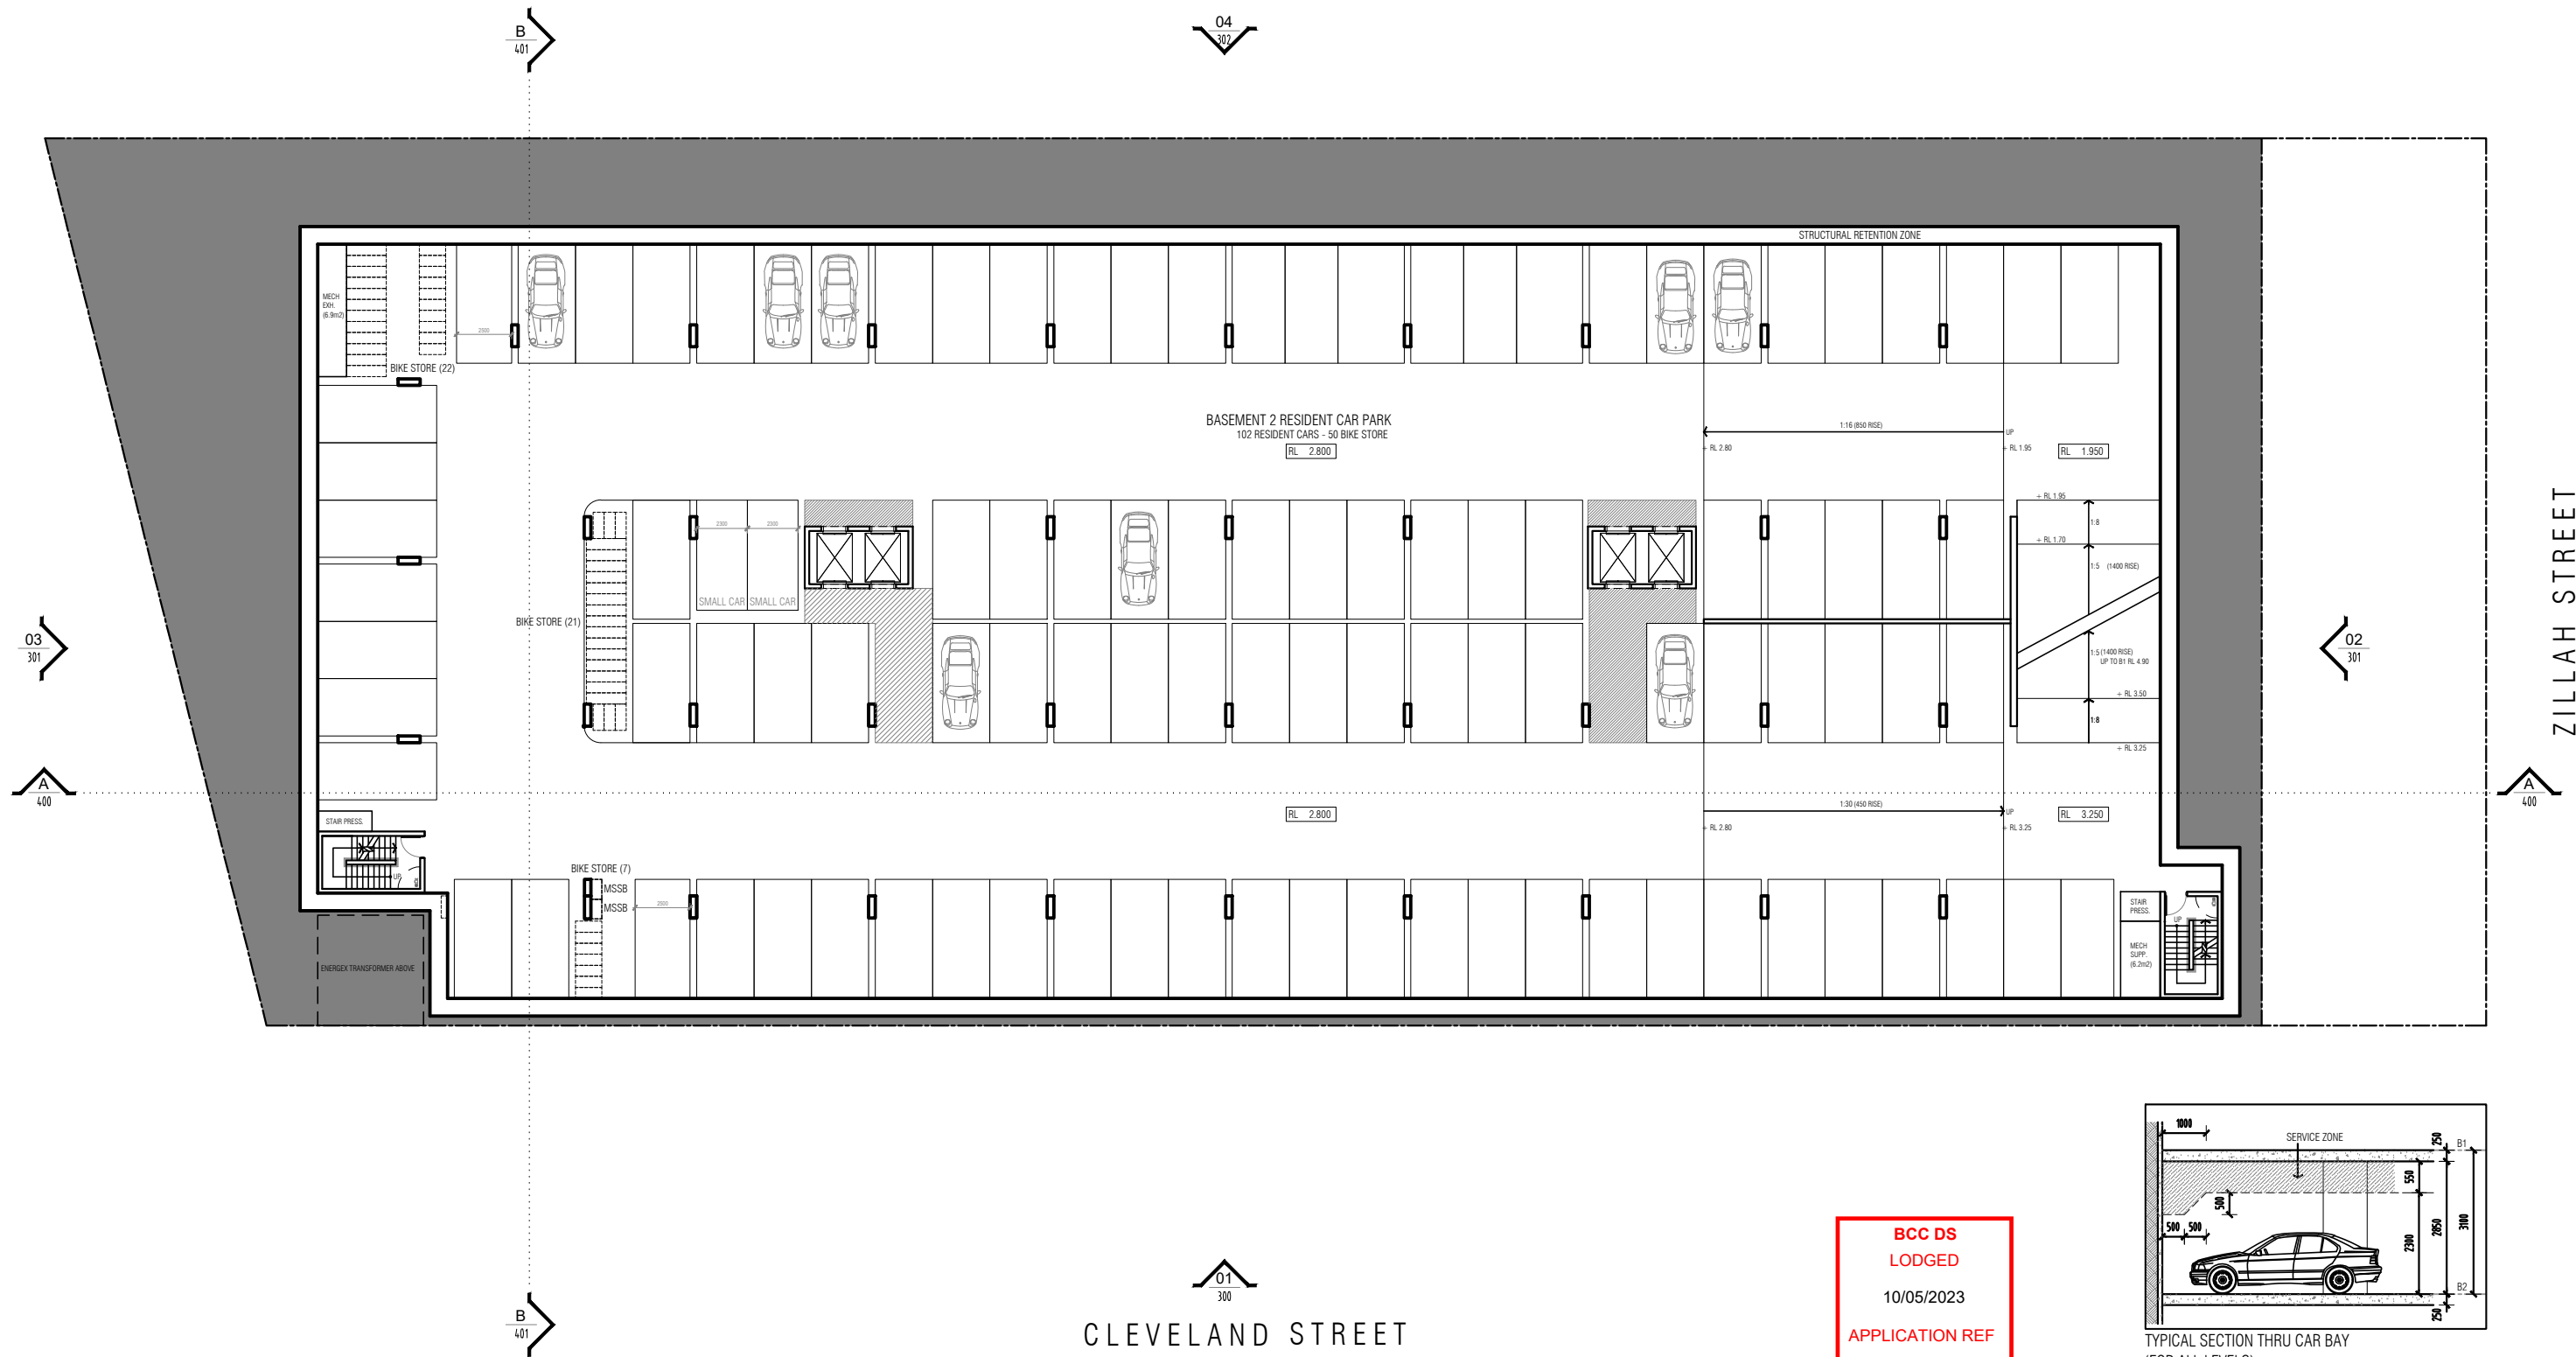 B
401
04
302
STRUCTURAL RETENTION ZONE
MECH
EXH.
(6.9m2)
2500
BIKE STORE (22)
BASEMENT 2 RESIDENT CAR PARK
102 RESIDENT CARS - 50 BIKE STORE
RL 2.800
1:16 (850 RISE)
UP
+ RL 2.80
+ RL 1.95
RL 1.950
+ RL 1.95
2300
2300
1:8
+ RL 1.70
1:5 (1400 RISE)
SMALL CAR
SMALL CAR
BIKE STORE (21)
03
301
02
301
ZILLAH STREET
1:5 (1400 RISE)
UP TO B1 RL 4.90
+ RL 3.50
1:8
+ RL 3.25
A
400
A
400
RL 2.800
1:30 (450 RISE)
UP
+ RL 2.80
+ RL 3.25
RL 3.250
STAIR PRESS.
UP
BIKE STORE (7)
MSSB
MSSB
STAIR
PRESS.
UP
MECH
SUPP.
(6.2m2)
ENERGEX TRANSFORMER ABOVE
1000
SERVICE ZONE
250
B1
550
500
500
500
2300
2850
3100
B2
250
TYPICAL SECTION THRU CAR BAY
BCC DS
LODGED
10/05/2023
APPLICATION REF
01
300
B
401
CLEVELAND STREET